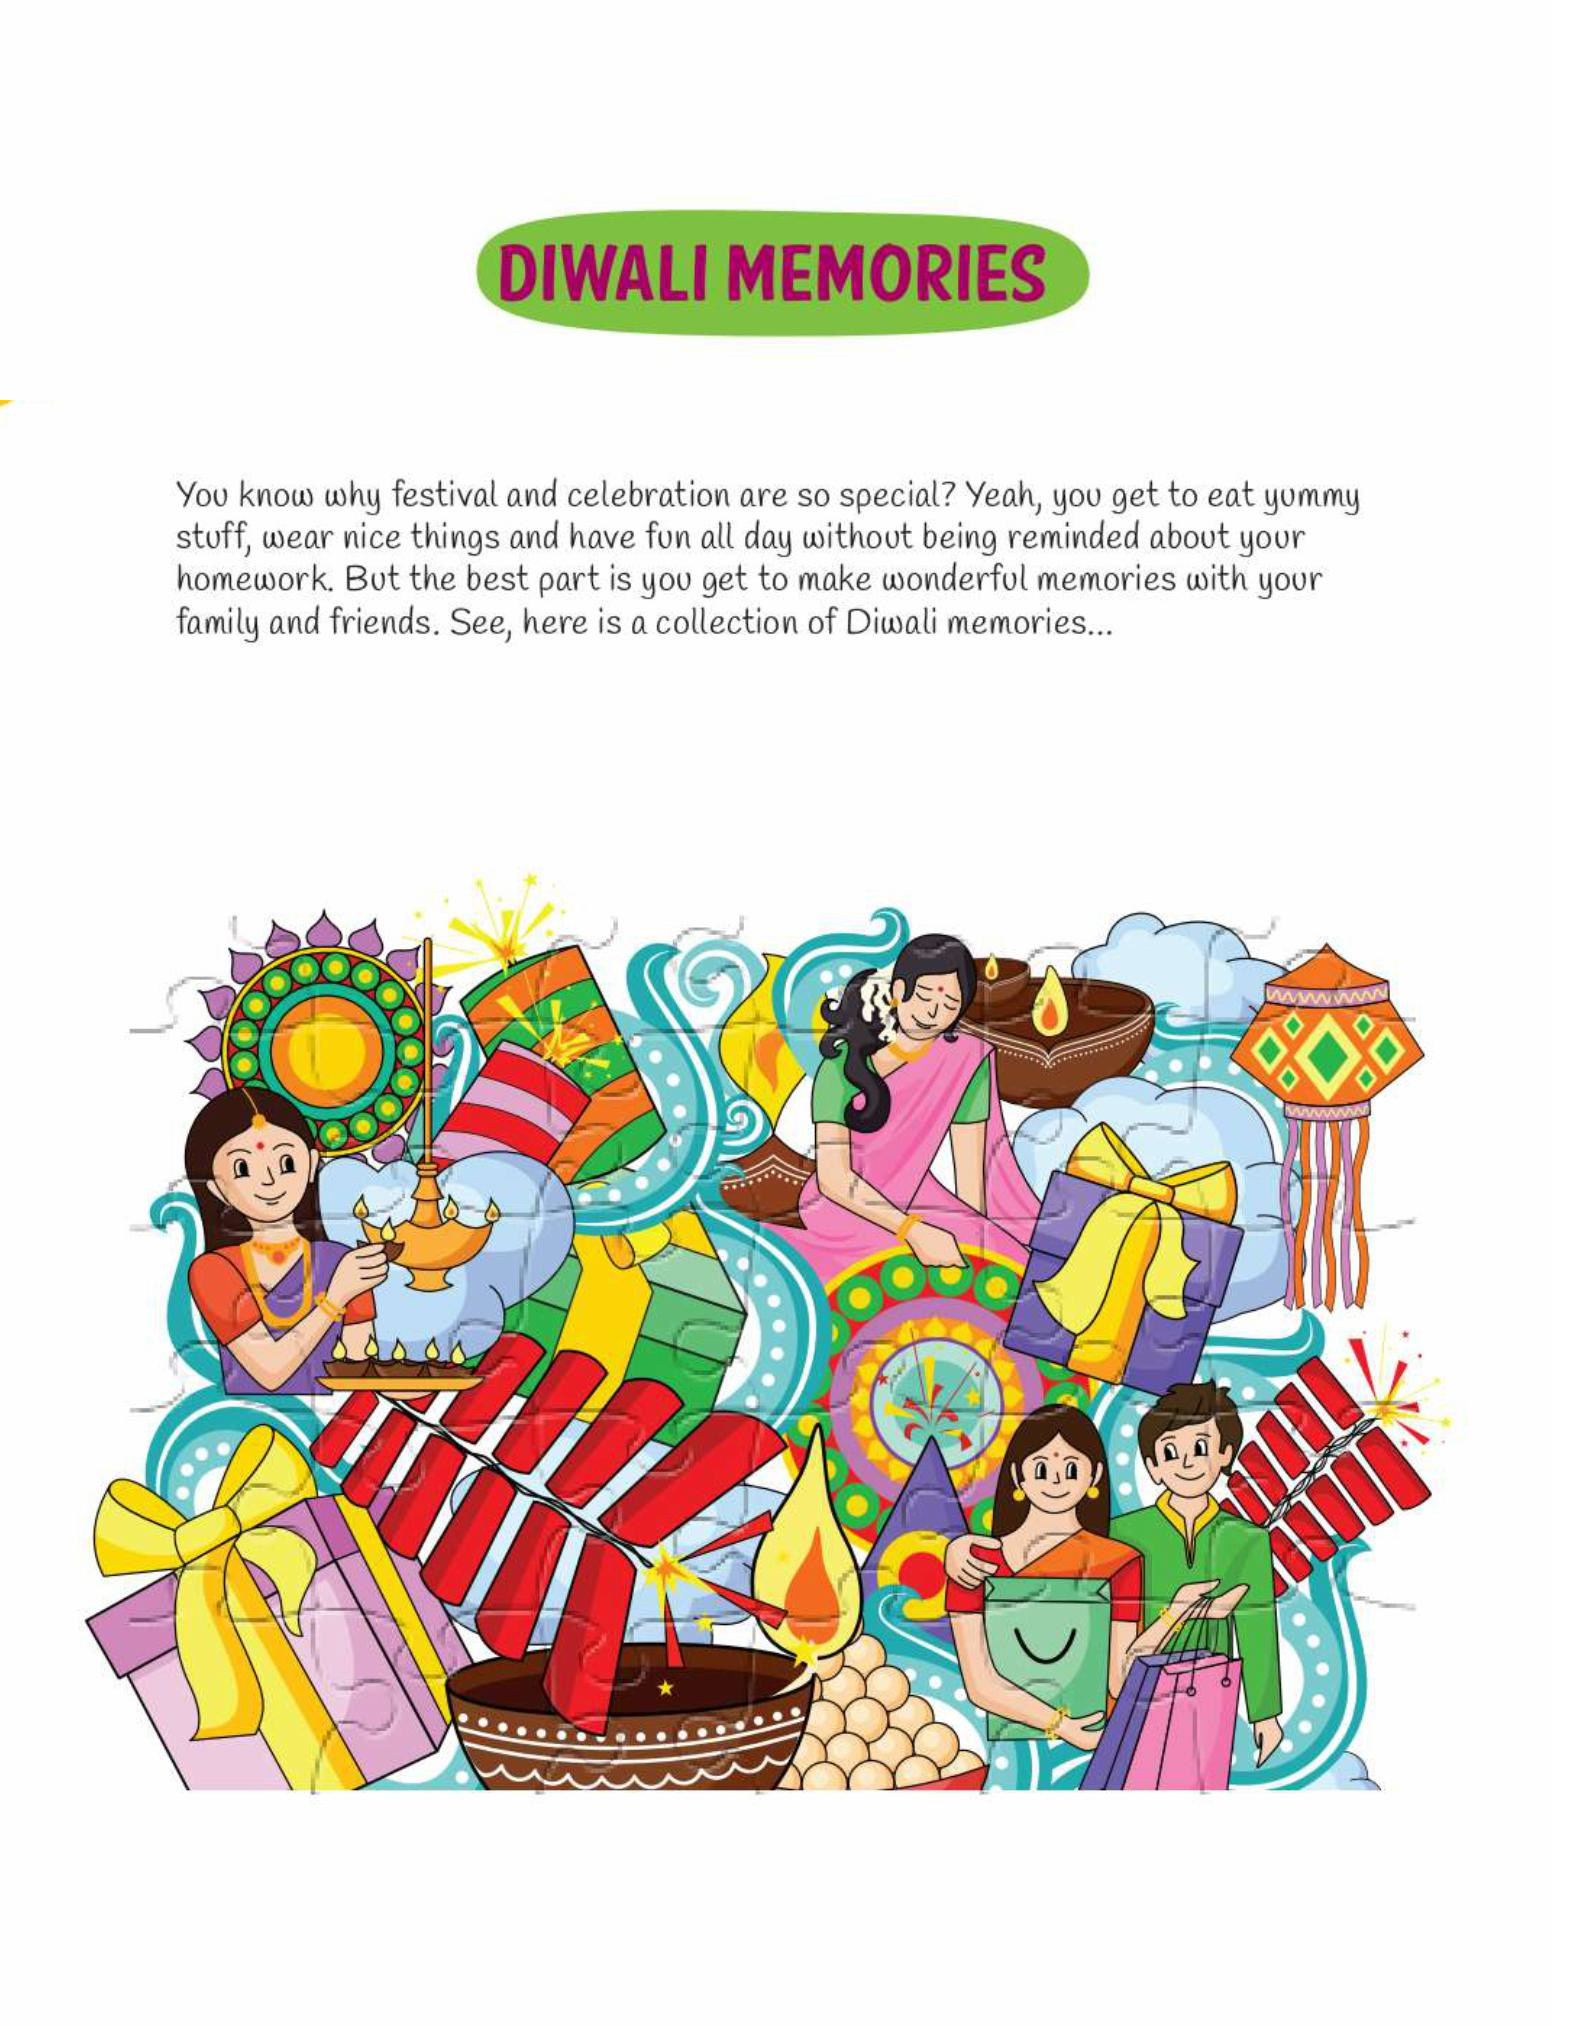 DIWALI MEMORIES
You know why festival and celebration are so special? Yeah, you get to eat yummy
stuff, wear nice things and have fun all day without being reminded about your
homework. But the best part is you get to make wonderful memories with your
family and friends. See, here is a collection of Diwali memories...